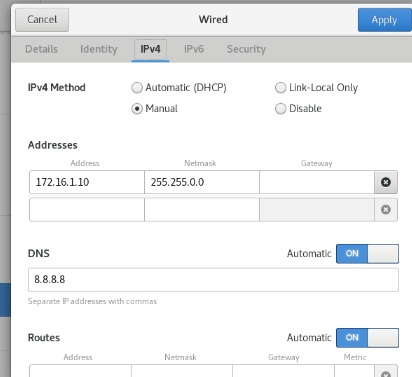 Cancel Wired Apply
Details Identity IPv4 IPv6 Security
IPv4 Method Automatic (DHCP) Link-Local Only
Manual Disable
Addresses
Address Netmask Gateway
172.16.1.10 255.255.0.0
DNS Automatic ON
8.8.8.8
Separate IP addresses with commas
Routes Automatic ON
Address Netmask Gateway Metric